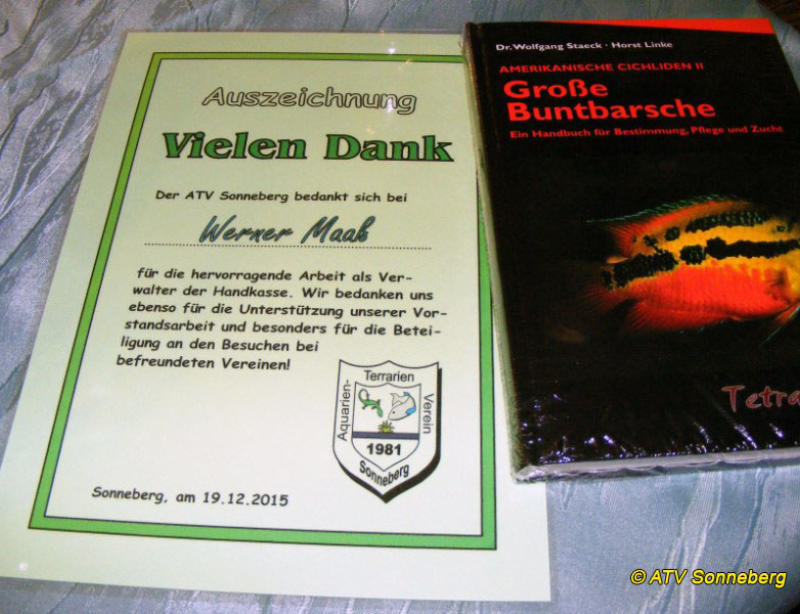 Auszeichnung
Vielen Dank
Der ATV Sonneberg bedankt sich bei
Werner Maaß
für die hervorragende Arbeit als Ver-
walter der Handkasse. Wir bedanken uns
ebenso für die Unterstützung unserer Vor-
standsarbeit und besonders für die Betei-
ligung an den Besuchen bei
befreundeten Vereinen!
Aquarien-
Terrarien
Verein
1981
Sonneberg
Sonneberg, am 19.12.2015
Dr. Wolfgang Staeck · Horst Linke
AMERIKANISCHE CICHLIDEN II
Große
Buntbarsche
Ein Handbuch für Bestimmung, Pflege und Zucht
Tetra
© ATV Sonneberg